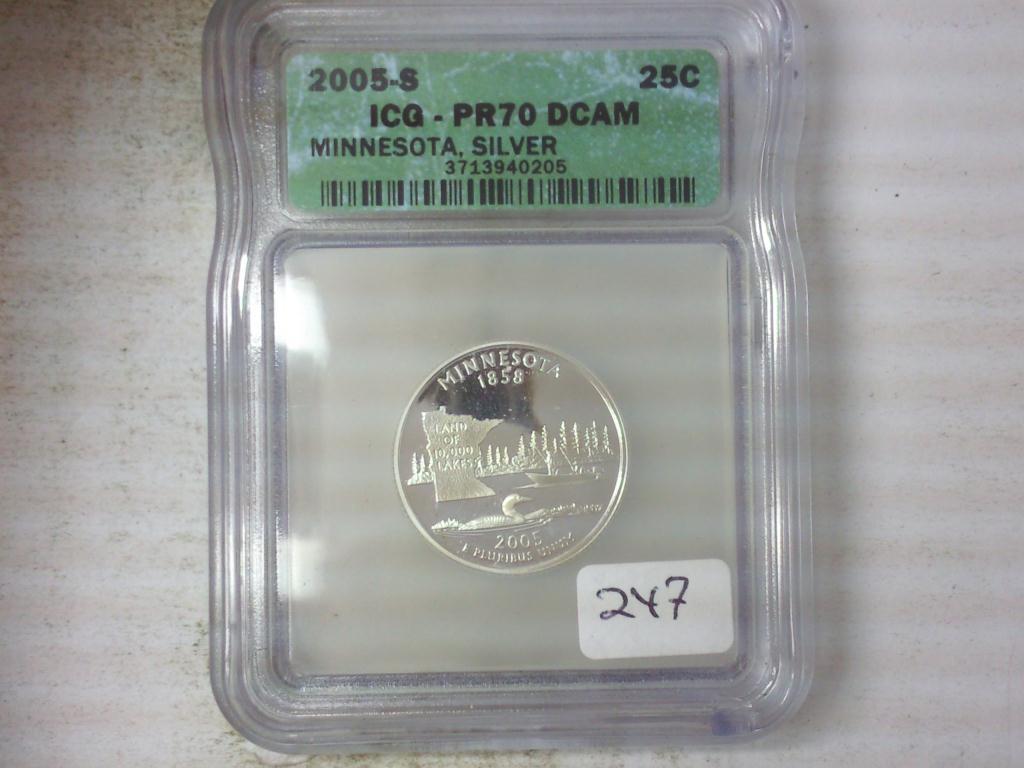 2005-S 25C
ICG - PR70 DCAM
MINNESOTA, SILVER
3713940205
MINNESOTA
1858
LAND
OF
10,000
LAKES
2005
E PLURIBUS UNUM
247